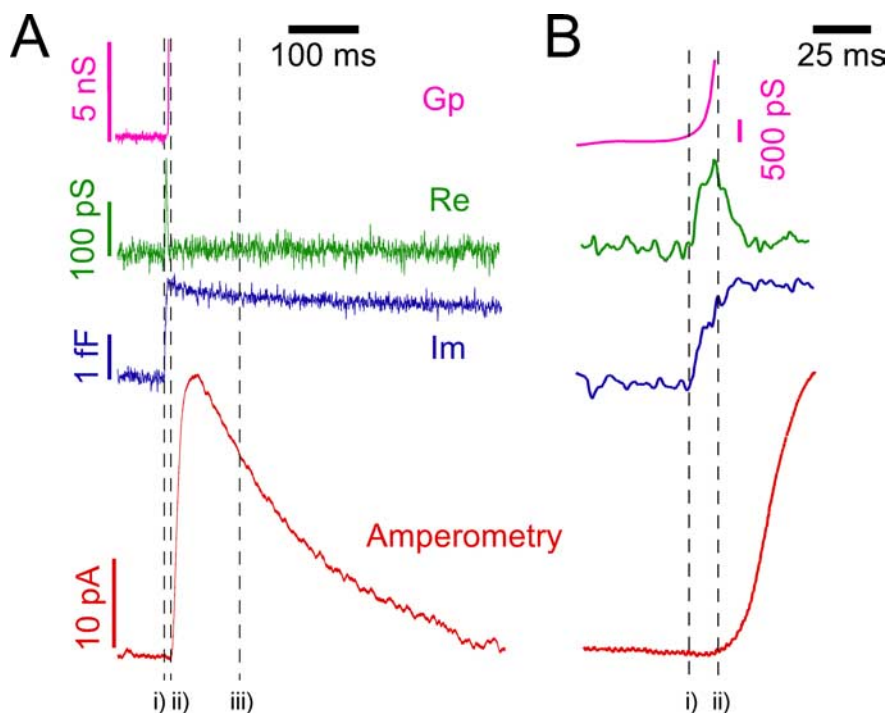 A
100 ms
B
25 ms
5 nS
Gp
500 pS
100 pS
Re
1 fF
Im
Amperometry
10 pA
i) ii) iii)
i) ii)